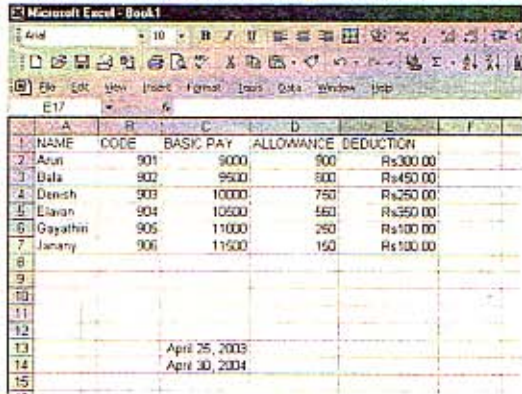 Microsoft Excel - Book1
Arial 10 B I U
File Edit View Insert Format Tools Data Window Help
E17
A B C D E F
1 NAME CODE BASIC PAY ALLOWANCE DEDUCTION
2 Arun 901 9000 900 Rs300.00
3 Bala 902 9500 800 Rs450.00
4 Denish 903 10000 750 Rs250.00
5 Elavan 904 10500 560 Rs350.00
6 Gayathiri 905 11000 250 Rs100.00
7 Janany 906 11500 150 Rs100.00
8
9
10
11
12
13 April 25, 2003
14 April 30, 2004
15